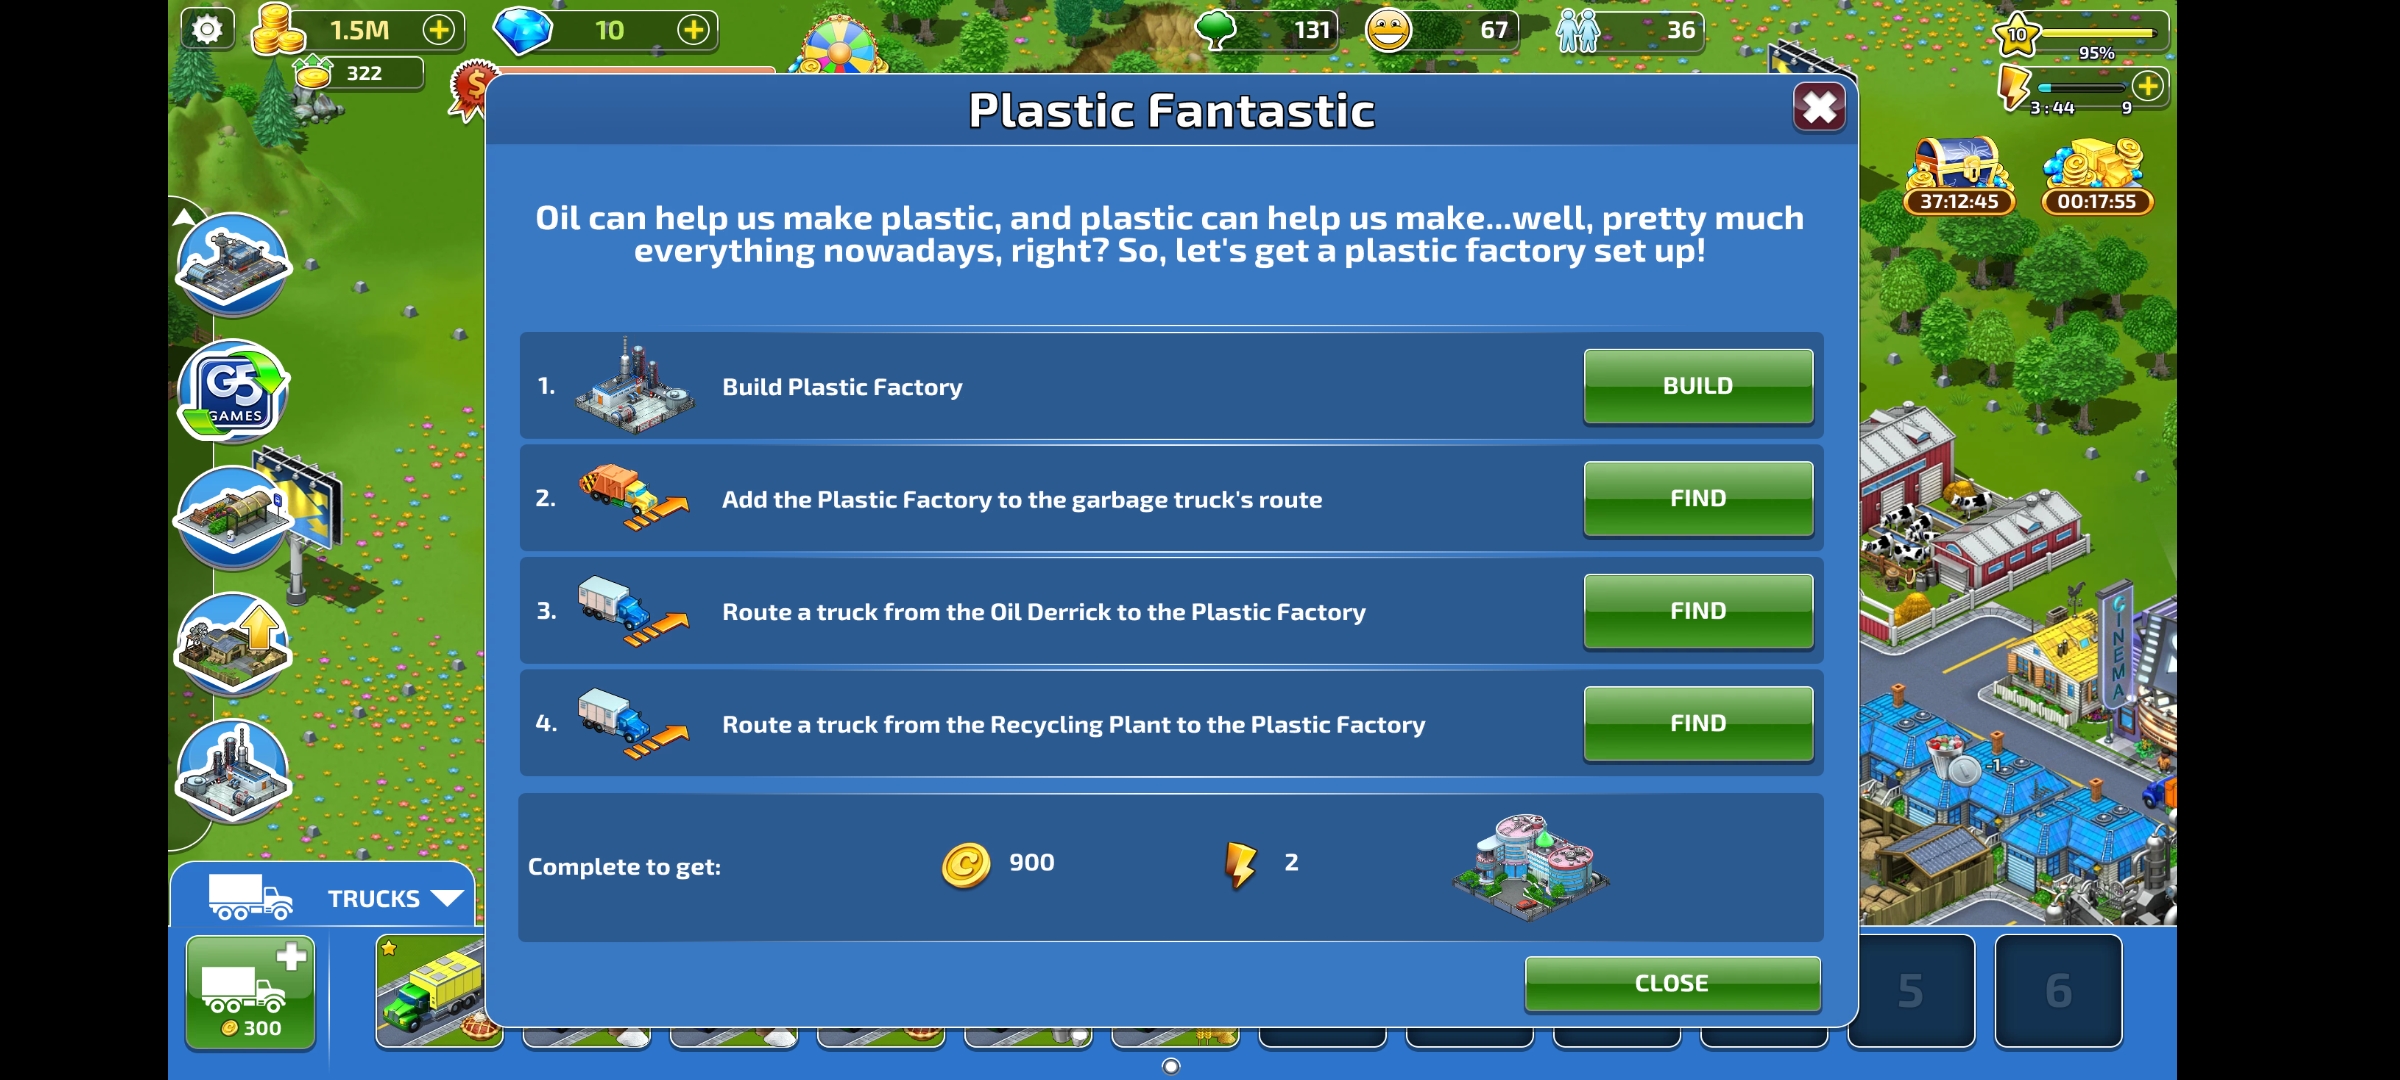 1.5M
10
131
67
36
10
95%
322
3:44
9
Plastic Fantastic
37:12:45
00:17:55
Oil can help us make plastic, and plastic can help us make...well, pretty much
everything nowadays, right? So, let's get a plastic factory set up!
1.
Build Plastic Factory
BUILD
G5
GAMES
2.
Add the Plastic Factory to the garbage truck's route
FIND
3.
Route a truck from the Oil Derrick to the Plastic Factory
FIND
CINEMA
4.
Route a truck from the Recycling Plant to the Plastic Factory
FIND
-1
Complete to get:
900
2
TRUCKS
CLOSE
300
5
6